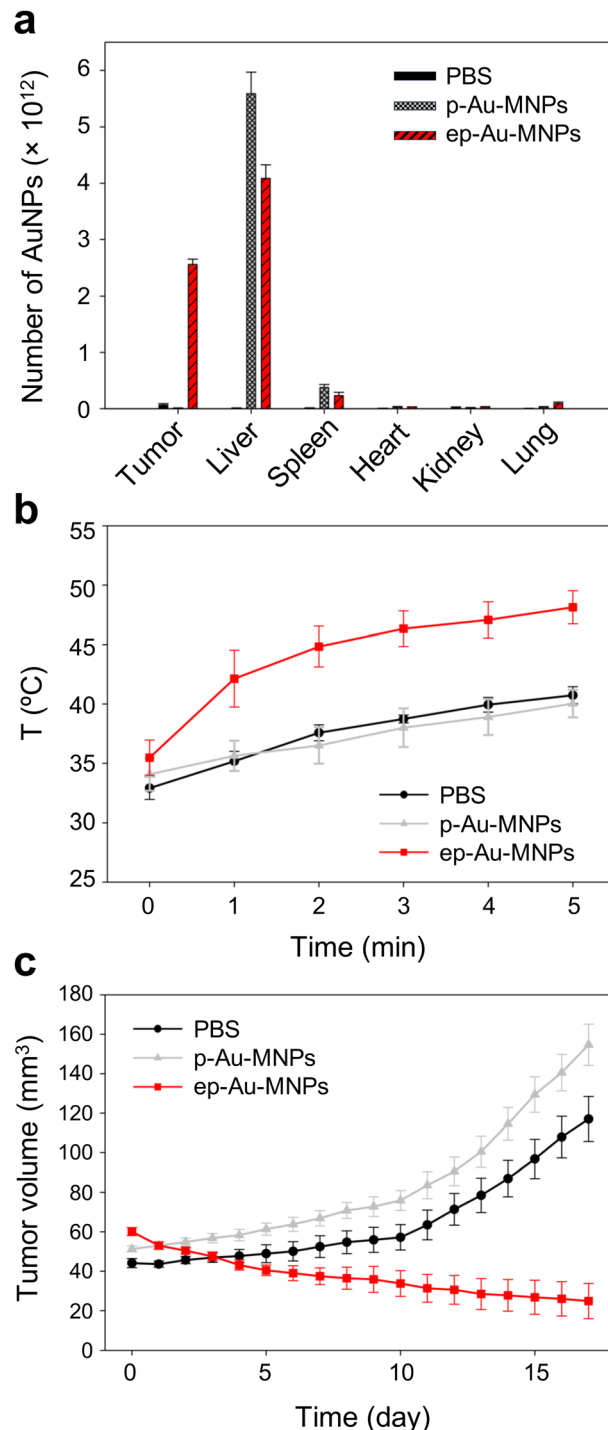 a
Number of AuNPs (× 10¹²)
6
5
4
3
2
1
0
PBS
p-Au-MNPs
ep-Au-MNPs
Tumor
Liver
Spleen
Heart
Kidney
Lung
b
T (ºC)
55
50
45
40
35
30
25
PBS
p-Au-MNPs
ep-Au-MNPs
0 1 2 3 4 5
Time (min)
c
Tumor volume (mm³)
180
160
140
120
100
80
60
40
20
0
PBS
p-Au-MNPs
ep-Au-MNPs
0 5 10 15
Time (day)